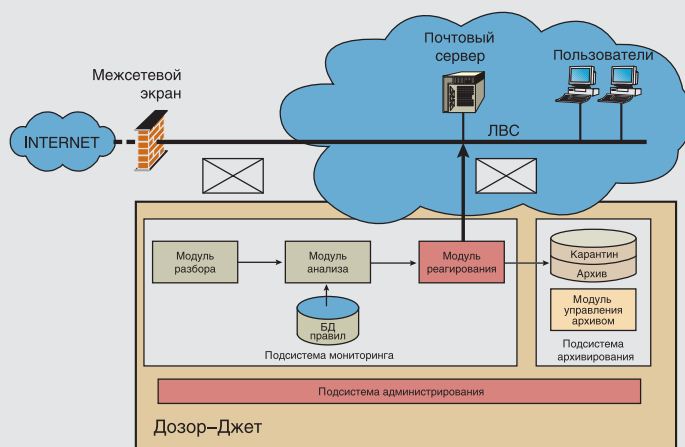 Почтовый
сервер
Пользователи
Межсетевой
экран
INTERNET
ЛВС
Модуль
разбора
Модуль
анализа
Модуль
реагирования
Карантин
Архив
БД
правил
Модуль
управления
архивом
Подсистема мониторинга
Подсистема
архивирования
Подсистема администрирования
Дозор–Джет